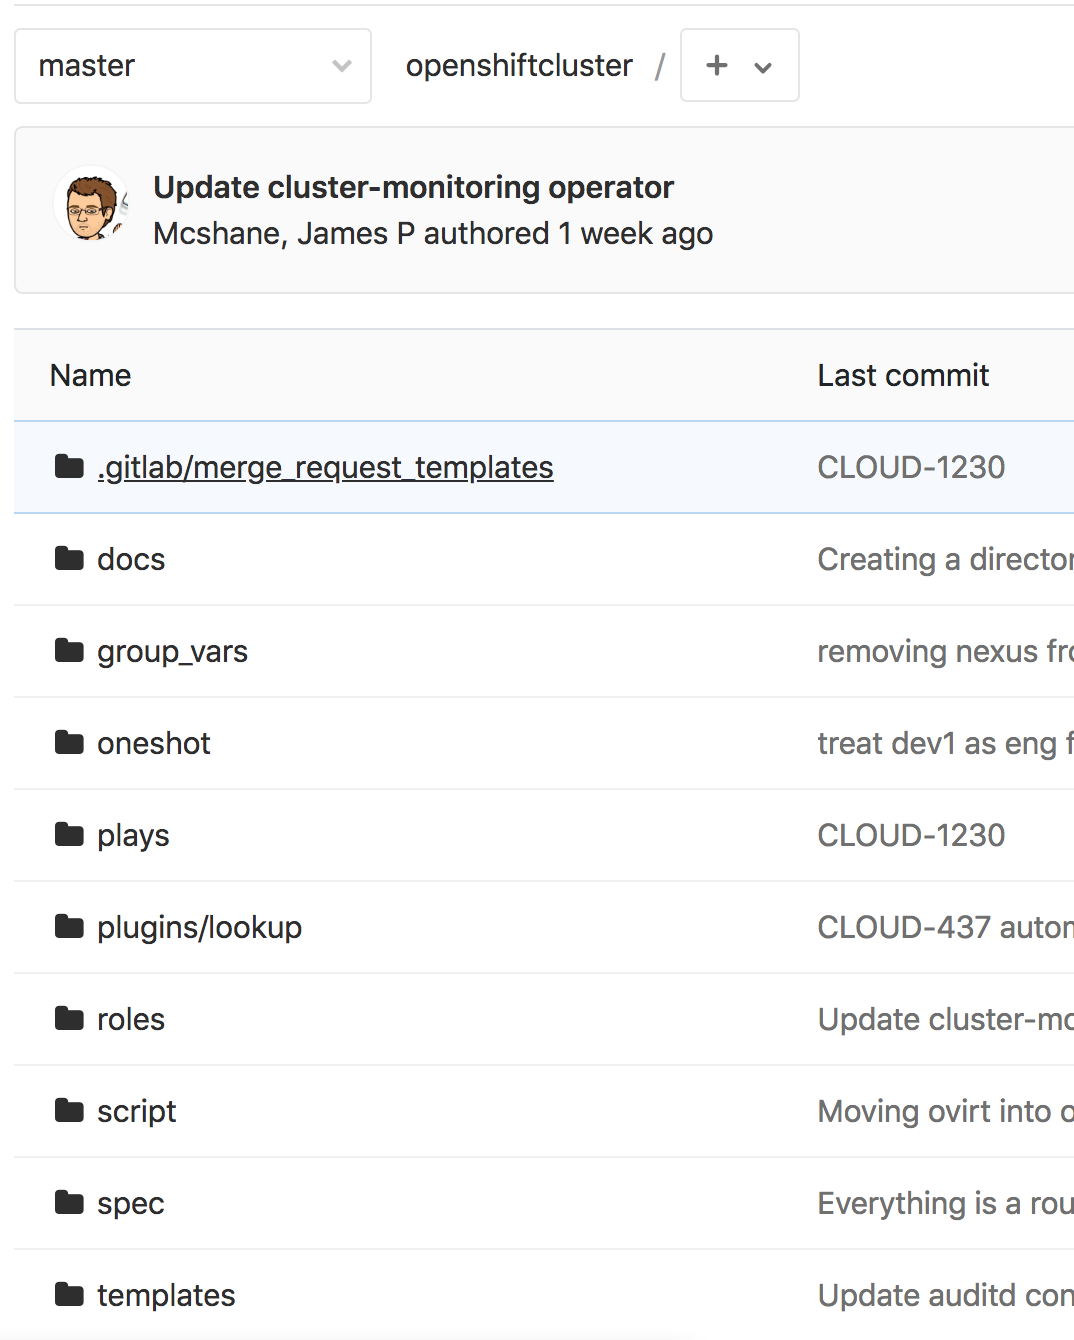 master
openshiftcluster / +
Update cluster-monitoring operator
Mcshane, James P authored 1 week ago
Name Last commit
.gitlab/merge_request_templates CLOUD-1230
docs Creating a director
group_vars removing nexus fro
oneshot treat dev1 as eng f
plays CLOUD-1230
plugins/lookup CLOUD-437 autom
roles Update cluster-mo
script Moving ovirt into o
spec Everything is a rou
templates Update auditd con